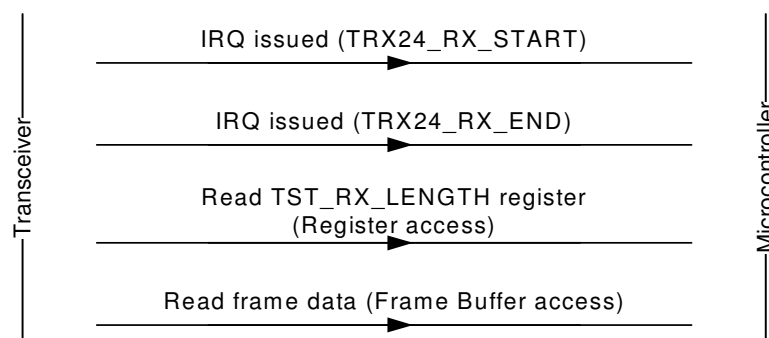 IRQ issued (TRX24_RX_START)
IRQ issued (TRX24_RX_END)
Transceiver
Microcontroller
Read TST_RX_LENGTH register
(Register access)
Read frame data (Frame Buffer access)